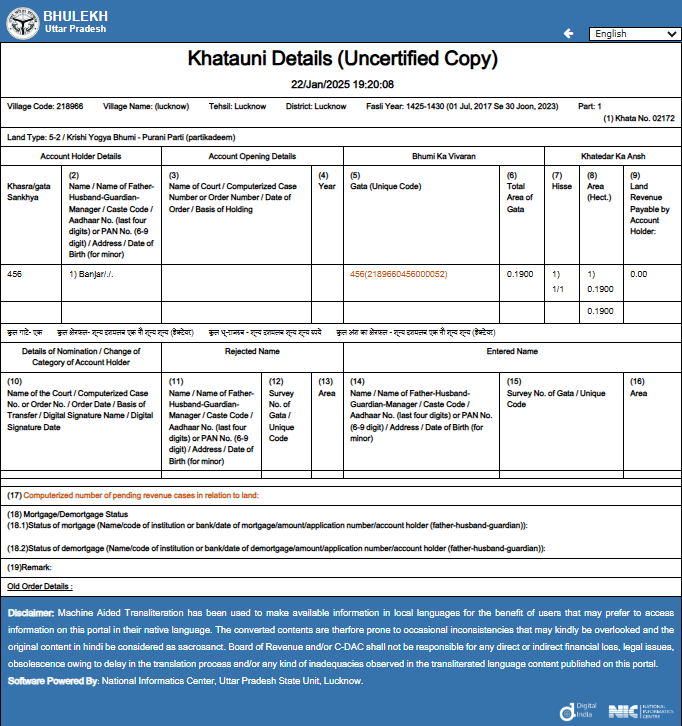 BHULEKH
Uttar Pradesh
English
Khatauni Details (Uncertified Copy)
22/Jan/2025 19:20:08
Village Code: 218966 Village Name: (lucknow) Tehsil: Lucknow District: Lucknow Fasli Year: 1425-1430 (01 Jul, 2017 Se 30 Joon, 2023) Part: 1
(1) Khata No. 02172
Land Type: 5-2 / Krishi Yogya Bhumi - Purani Parti (partikadeem)
Account Holder Details Account Opening Details Bhumi Ka Vivaran Khatedar Ka Ansh
Khasra/gata Sankhya
(2)
Name / Name of Father-
Husband-Guardian-
Manager / Caste Code /
Aadhaar No. (last four
digits) or PAN No. (6-9
digit) / Address / Date of
Birth (for minor)
(3)
Name of Court / Computerized Case
Number or Order Number / Date of
Order / Basis of Holding
(4)
Year
(5)
Gata (Unique Code)
(6)
Total
Area of
Gata
(7)
Hisse
(8)
Area
(Hect.)
(9)
Land
Revenue
Payable by
Account
Holder:
456 1) Banjar/./. 456(2189660456000052) 0.1900 1) 1) 0.00
1/1 0.1900
0.1900
कुल गाटे- एक कुल क्षेत्रफल- शून्य दशमलव एक नौ शून्य शून्य (हेक्टेयर) कुल भू-राजस्व - शून्य दशमलव शून्य शून्य रुपये कुल अंश का क्षेत्रफल - शून्य दशमलव एक नौ शून्य शून्य (हेक्टेयर)
Details of Nomination / Change of
Category of Account Holder
Rejected Name
Entered Name
(10)
Name of the Court / Computerized Case
No. or Order No. / Order Date / Basis of
Transfer / Digital Signature Name / Digital
Signature Date
(11)
Name / Name of Father-
Husband-Guardian-
Manager / Caste Code /
Aadhaar No. (last four
digits) or PAN No. (6-9
digit) / Address / Date of
Birth (for minor)
(12)
Survey
No. of
Gata /
Unique
Code
(13)
Area
(14)
Name / Name of Father-Husband-
Guardian-Manager / Caste Code /
Aadhaar No. (last four digits) or PAN No.
(6-9 digit) / Address / Date of Birth (for
minor)
(15)
Survey No. of Gata / Unique
Code
(16)
Area
(17) Computerized number of pending revenue cases in relation to land:
(18) Mortgage/Demortgage Status
(18.1)Status of mortgage (Name/code of institution or bank/date of mortgage/amount/application number/account holder (father-husband-guardian)):
(18.2)Status of demortgage (Name/code of institution or bank/date of demortgage/amount/application number/account holder (father-husband-guardian)):
(19)Remark:
Old Order Details :
Disclaimer: Machine Aided Transliteration has been used to make available information in local languages for the benefit of users that may prefer to access
information on this portal in their native language. The converted contents are therfore prone to occasional inconsistencies that may kindly be overlooked and the
original content in hindi be considered as sacrosanct. Board of Revenue and/or C-DAC shall not be responsible for any direct or indirect financial loss, legal issues,
obsolescence owing to delay in the translation process and/or any kind of inadequacies observed in the transliterated language content published on this portal.
Software Powered By: National Informatics Center, Uttar Pradesh State Unit, Lucknow.
Digital India
NIC NATIONAL INFORMATICS CENTRE